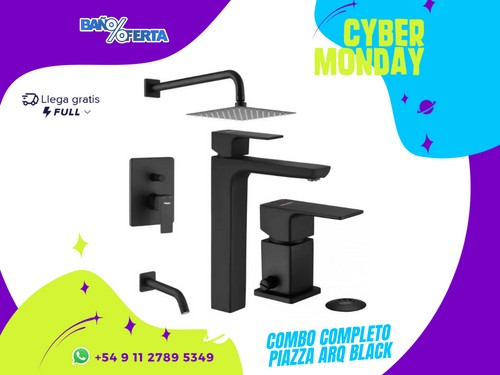 BAÑO%OFERTA
CYBER
MONDAY
Llega gratis
FULL
COMBO COMPLETO
PIAZZA ARQ BLACK
+54 9 11 2789 5349